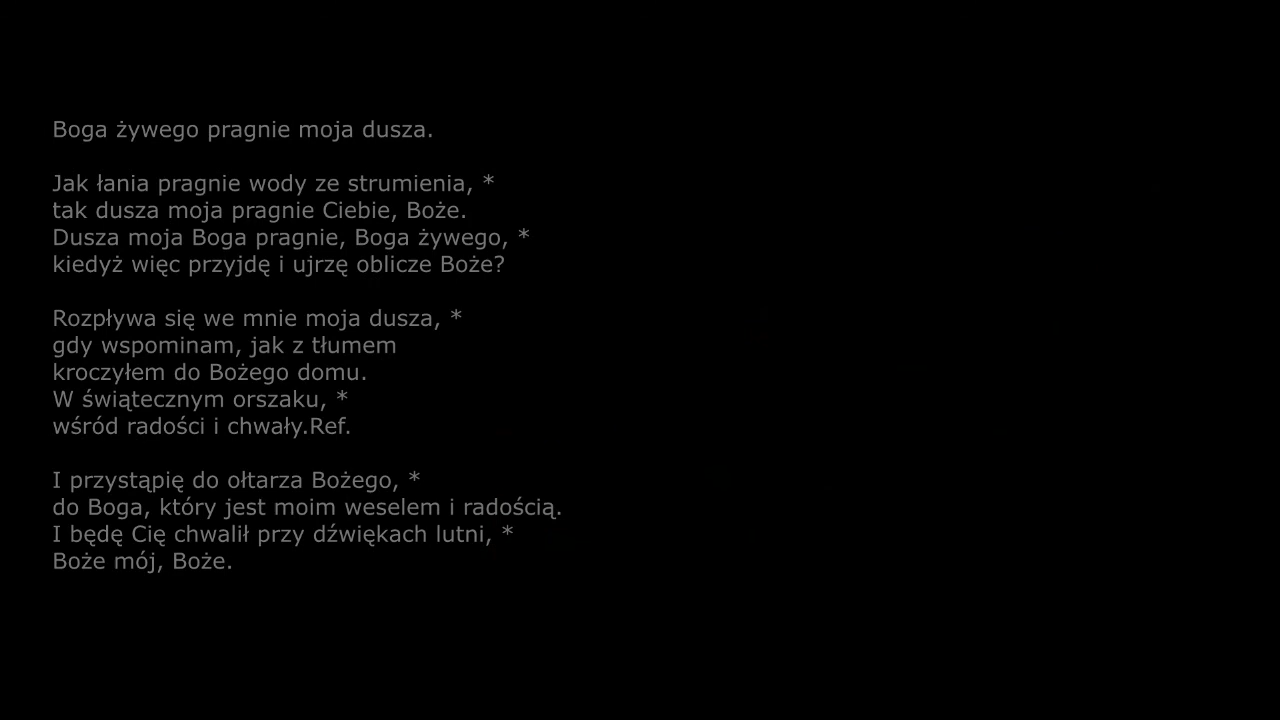 Boga żywego pragnie moja dusza.
Jak łania pragnie wody ze strumienia, *
tak dusza moja pragnie Ciebie, Boże.
Dusza moja Boga pragnie, Boga żywego, *
kiedyż więc przyjdę i ujrzę oblicze Boże?
Rozpływa się we mnie moja dusza, *
gdy wspominam, jak z tłumem
kroczyłem do Bożego domu.
W świątecznym orszaku, *
wśród radości i chwały.Ref.
I przystąpię do ołtarza Bożego, *
do Boga, który jest moim weselem i radością.
I będę Cię chwalił przy dźwiękach lutni, *
Boże mój, Boże.